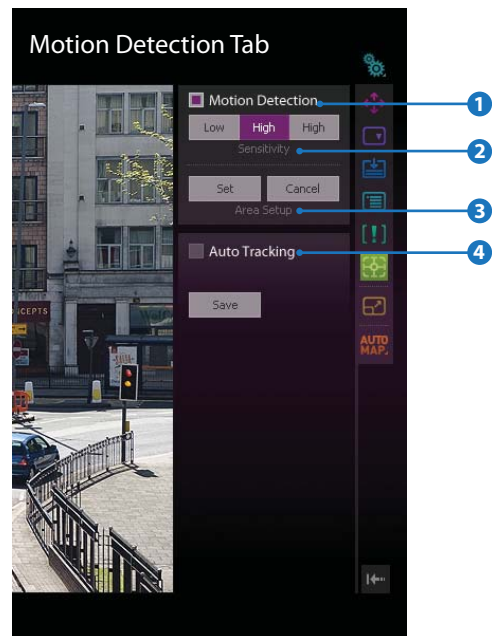 Motion Detection Tab
Motion Detection
1
Low High High
Sensitivity
2
Set Cancel
Area Setup
3
[!]
Auto Tracking
4
CEPTS
Save
AUTO
MAP.